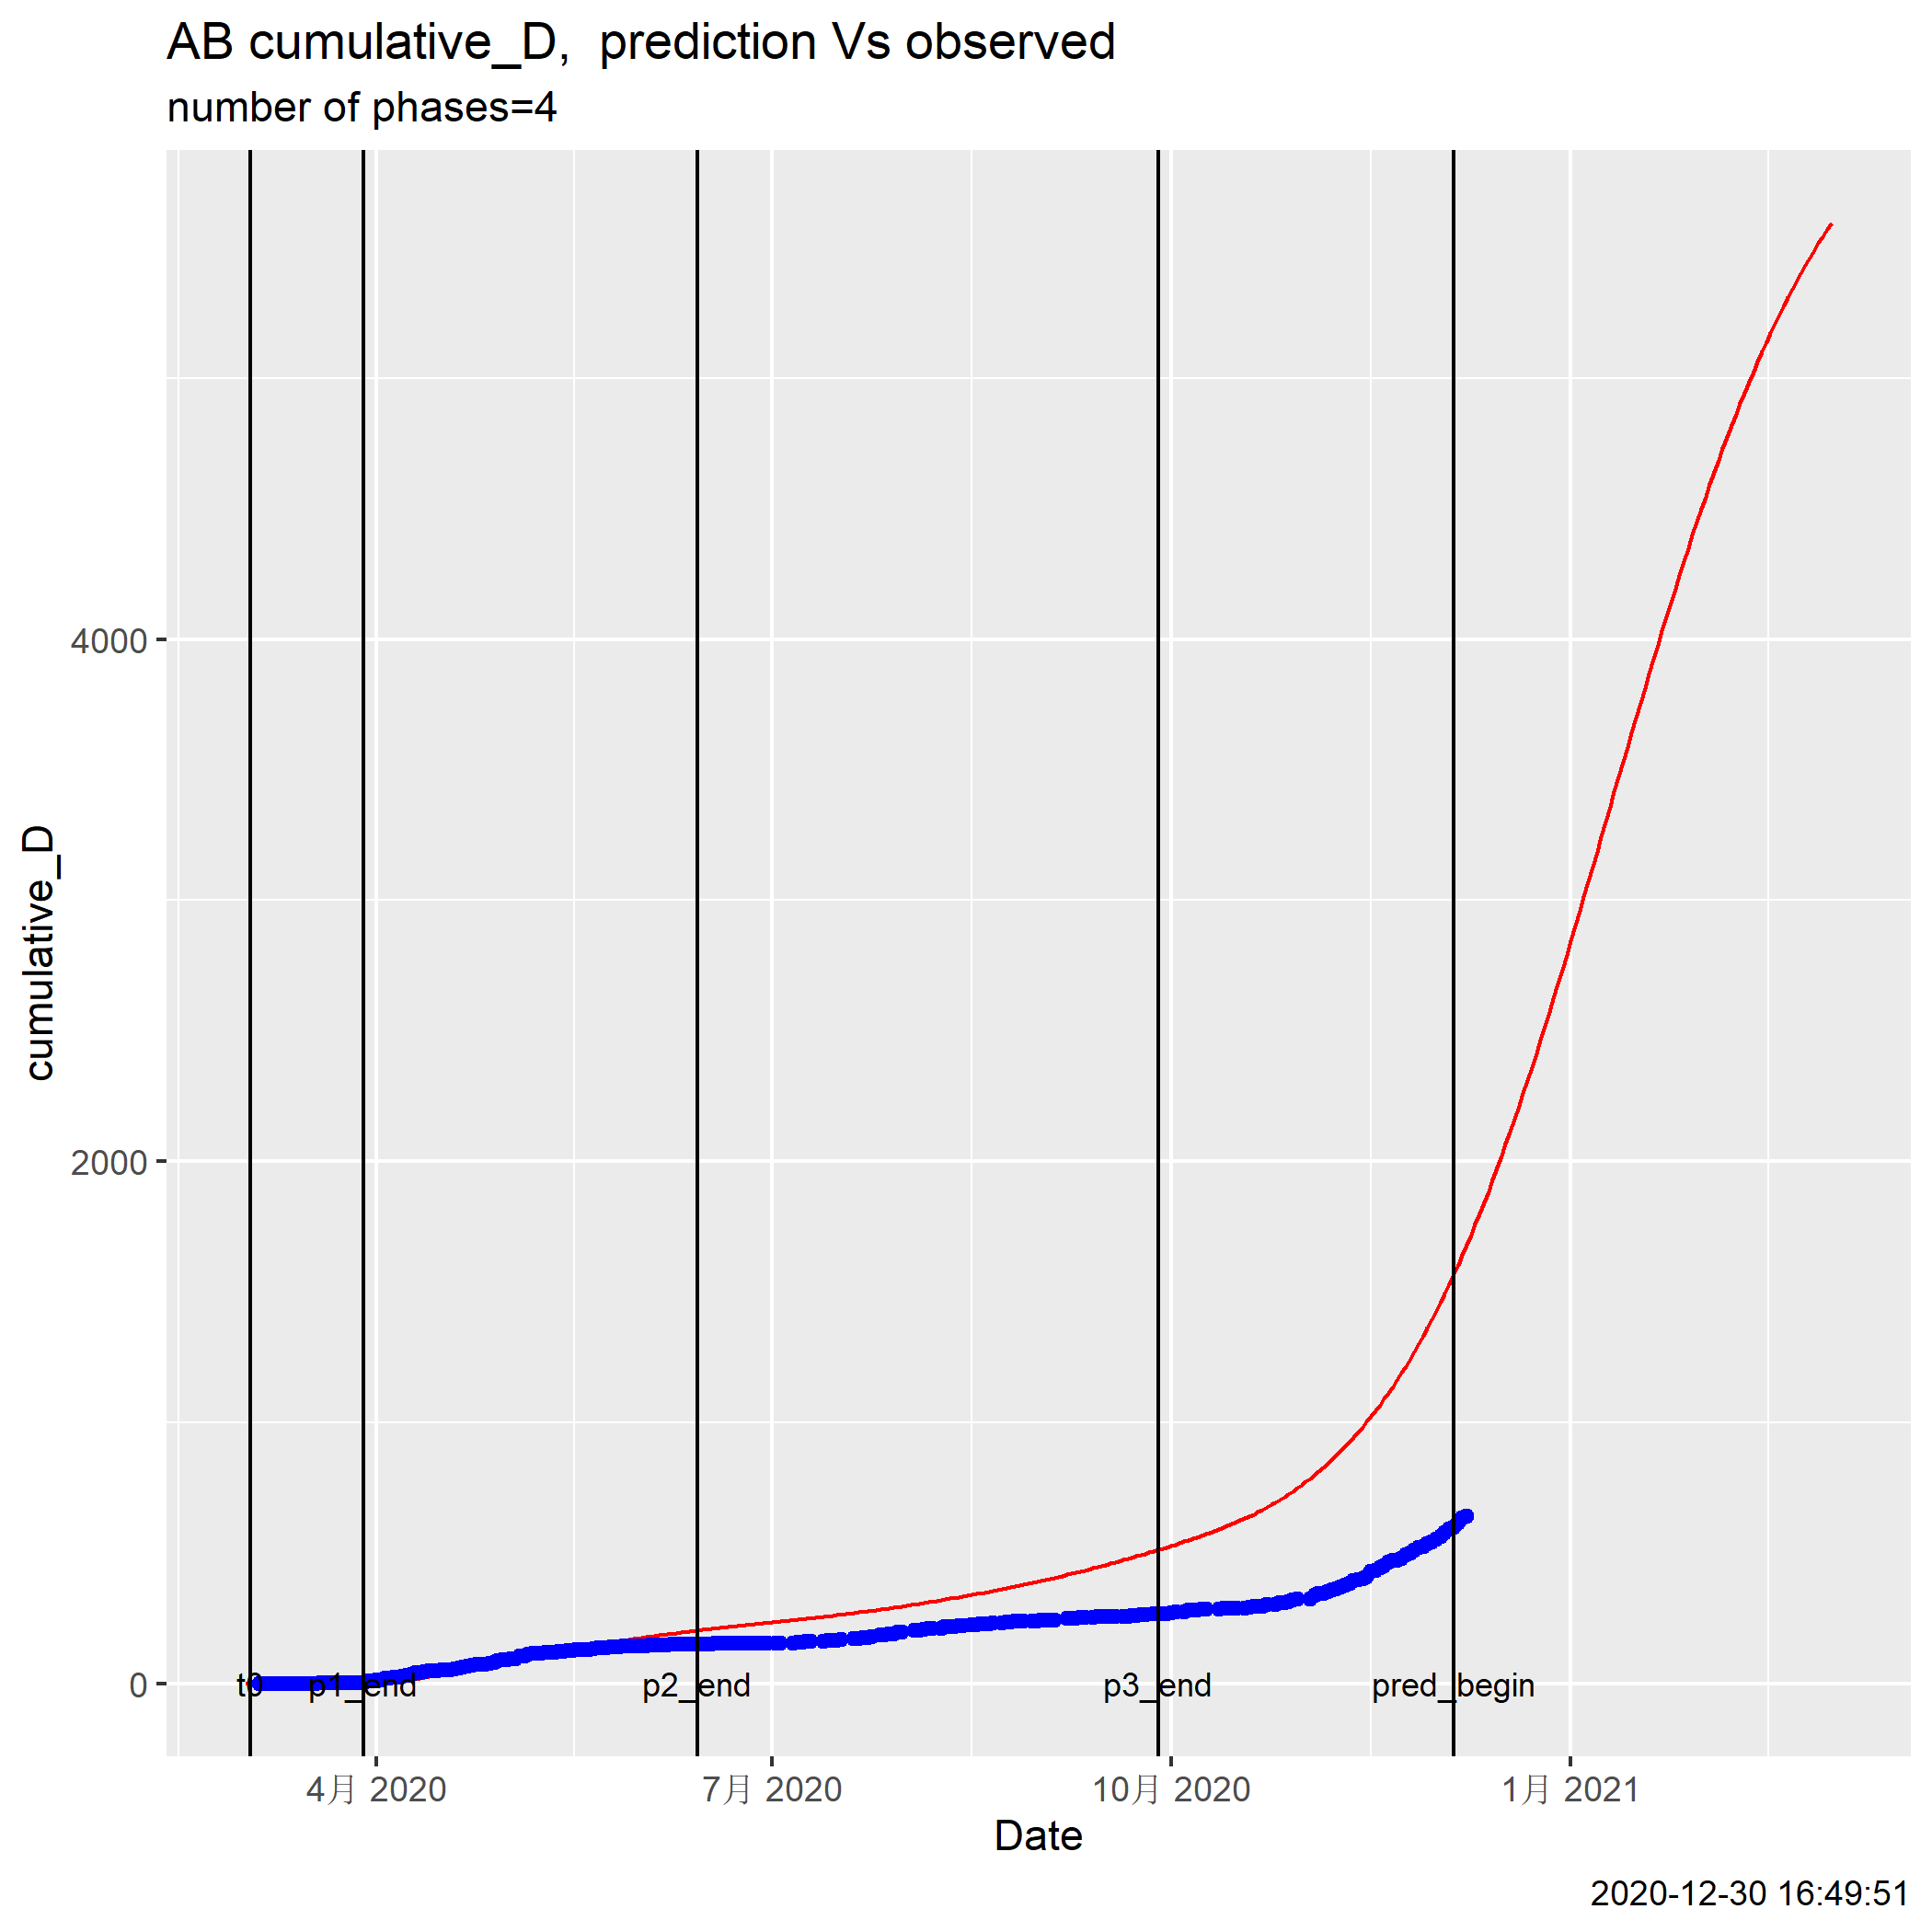 AB cumulative_D,  prediction Vs observed
number of phases=4
cumulative_D
4000
2000
0
t0 p1_end p2_end p3_end pred_begin
4月 2020 7月 2020 10月 2020 1月 2021
Date
2020-12-30 16:49:51